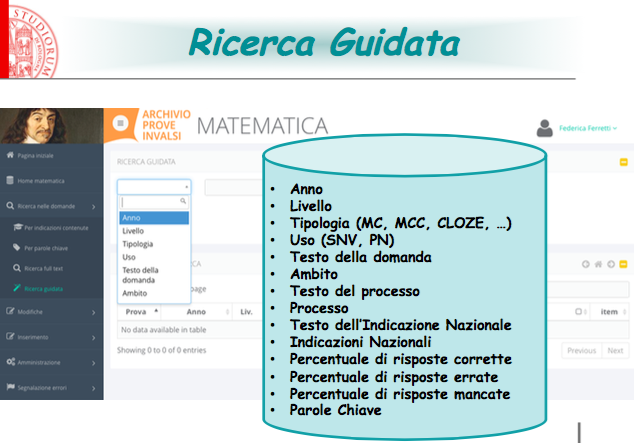 STUDIORUM
Ricerca Guidata
ARCHIVIO
PROVE
INVALSI
MATEMATICA
Federica Ferretti
Pagina iniziale
Home matematica
Ricerca nelle domande
Per indicazioni contenute
Per parole chiave
Ricerca full text
Ricerca guidata
Modifiche
Inserimento
Amministrazione
Segnalazione errori
RICERCA GUIDATA
Anno
Livello
Tipologia
Uso
Testo della
domanda
Ambito
CA
page
Prova Anno Liv. item
No data available in table
Showing 0 to 0 of 0 entries
Previous Next
• Anno
• Livello
• Tipologia (MC, MCC, CLOZE, …)
• Uso (SNV, PN)
• Testo della domanda
• Ambito
• Testo del processo
• Processo
• Testo dell'Indicazione Nazionale
• Indicazioni Nazionali
• Percentuale di risposte corrette
• Percentuale di risposte errate
• Percentuale di risposte mancate
• Parole Chiave